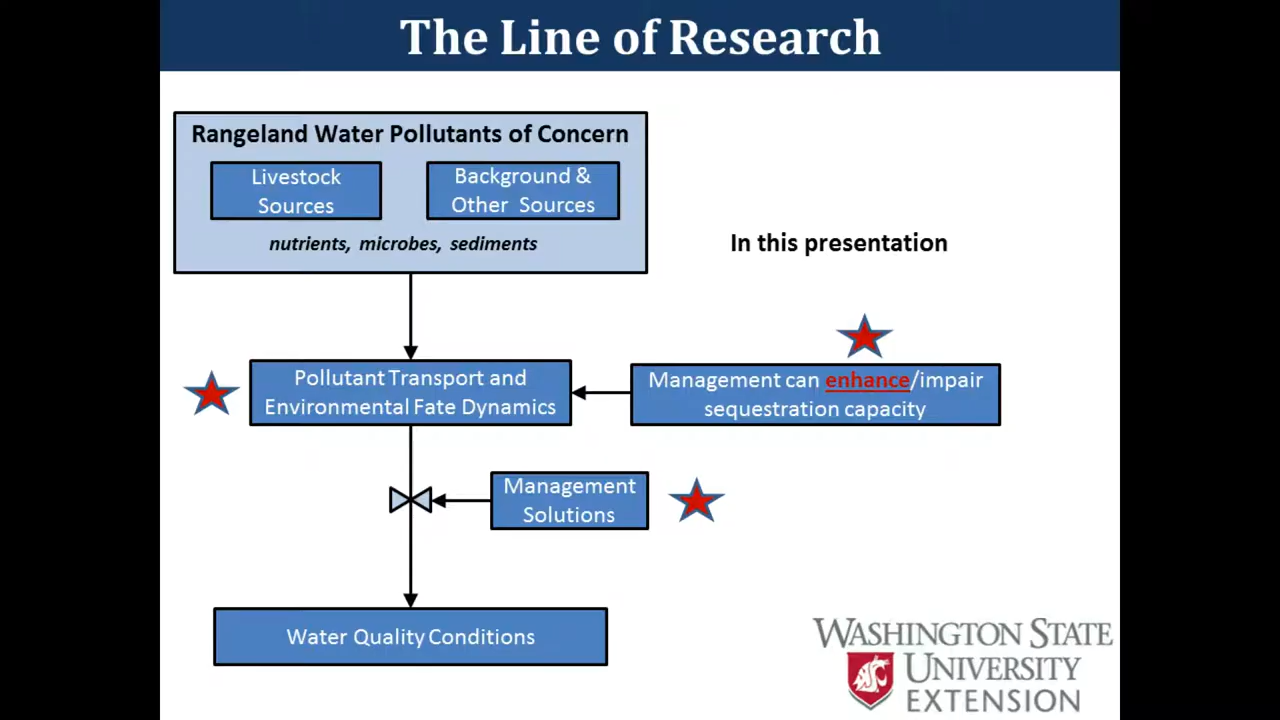 The Line of Research
Rangeland Water Pollutants of Concern
Livestock
Sources
Background &
Other Sources
nutrients, microbes, sediments
In this presentation
Pollutant Transport and
Environmental Fate Dynamics
Management can enhance/impair
sequestration capacity
Management
Solutions
Water Quality Conditions
WASHINGTON STATE
UNIVERSITY
EXTENSION